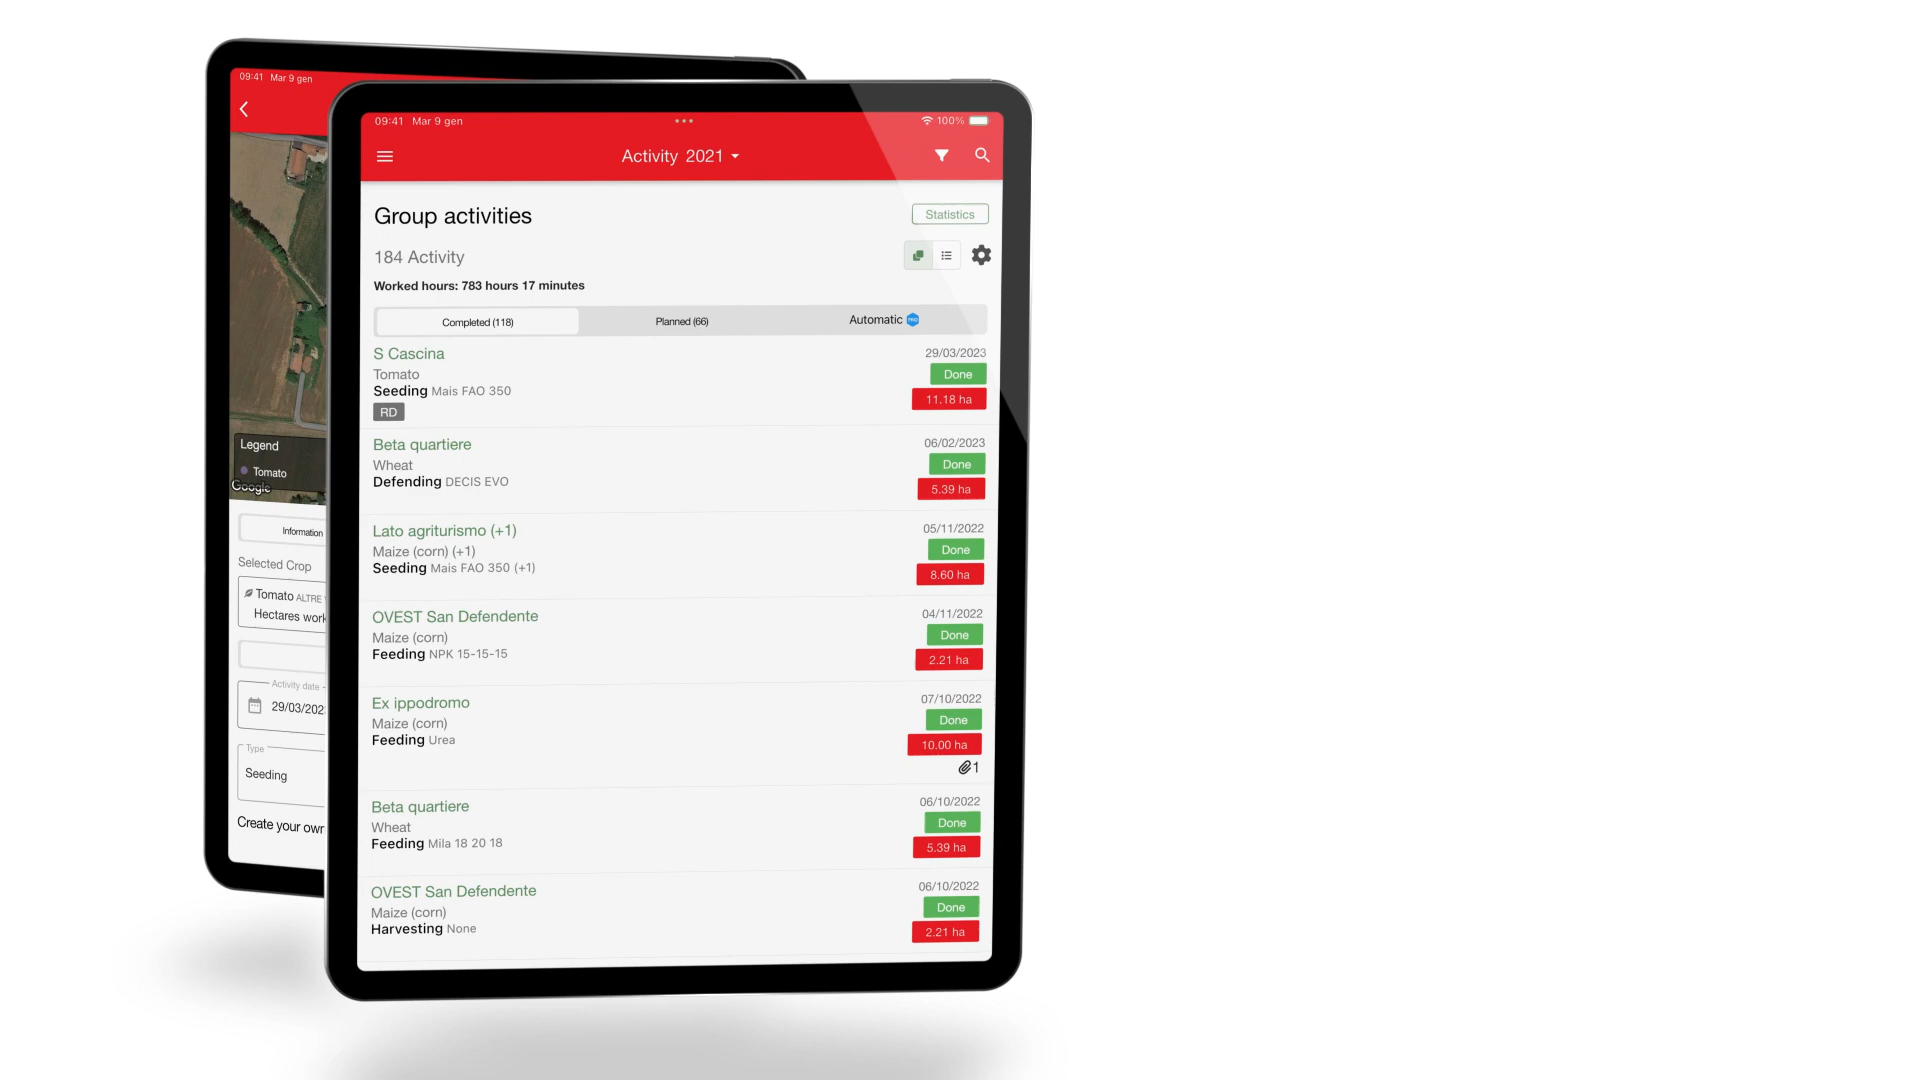 09:41 Mar 9 gen
Legend
Tomato
Google
Information
Selected Crop
Tomato ALTRE
Hectares work
Activity date
29/03/202
Type
Seeding
Create your own
09:41 Mar 9 gen
100%
Activity 2021
Group activities
Statistics
184 Activity
Worked hours: 783 hours 17 minutes
Completed (118)
Planned (66)
Automatic PRO
S Cascina
29/03/2023
Tomato
Done
Seeding Mais FAO 350
11.18 ha
RD
Beta quartiere
06/02/2023
Wheat
Done
Defending DECIS EVO
5.39 ha
Lato agriturismo (+1)
05/11/2022
Maize (corn) (+1)
Done
Seeding Mais FAO 350 (+1)
8.60 ha
OVEST San Defendente
04/11/2022
Maize (corn)
Done
Feeding NPK 15-15-15
2.21 ha
Ex ippodromo
07/10/2022
Maize (corn)
Done
Feeding Urea
10.00 ha
1
Beta quartiere
06/10/2022
Wheat
Done
Feeding Mila 18 20 18
5.39 ha
OVEST San Defendente
06/10/2022
Maize (corn)
Done
Harvesting None
2.21 ha